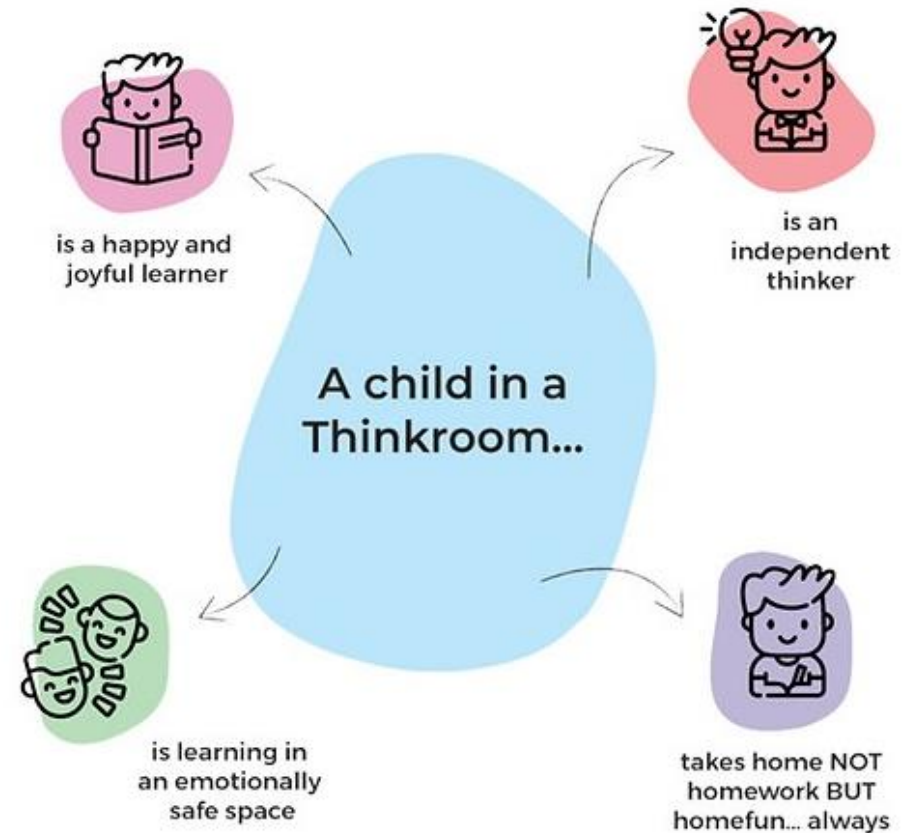 is a happy and
joyful learner
is an
independent
thinker
A child in a
Thinkroom...
is learning in
an emotionally
safe space
takes home NOT
homework BUT
homefun... always